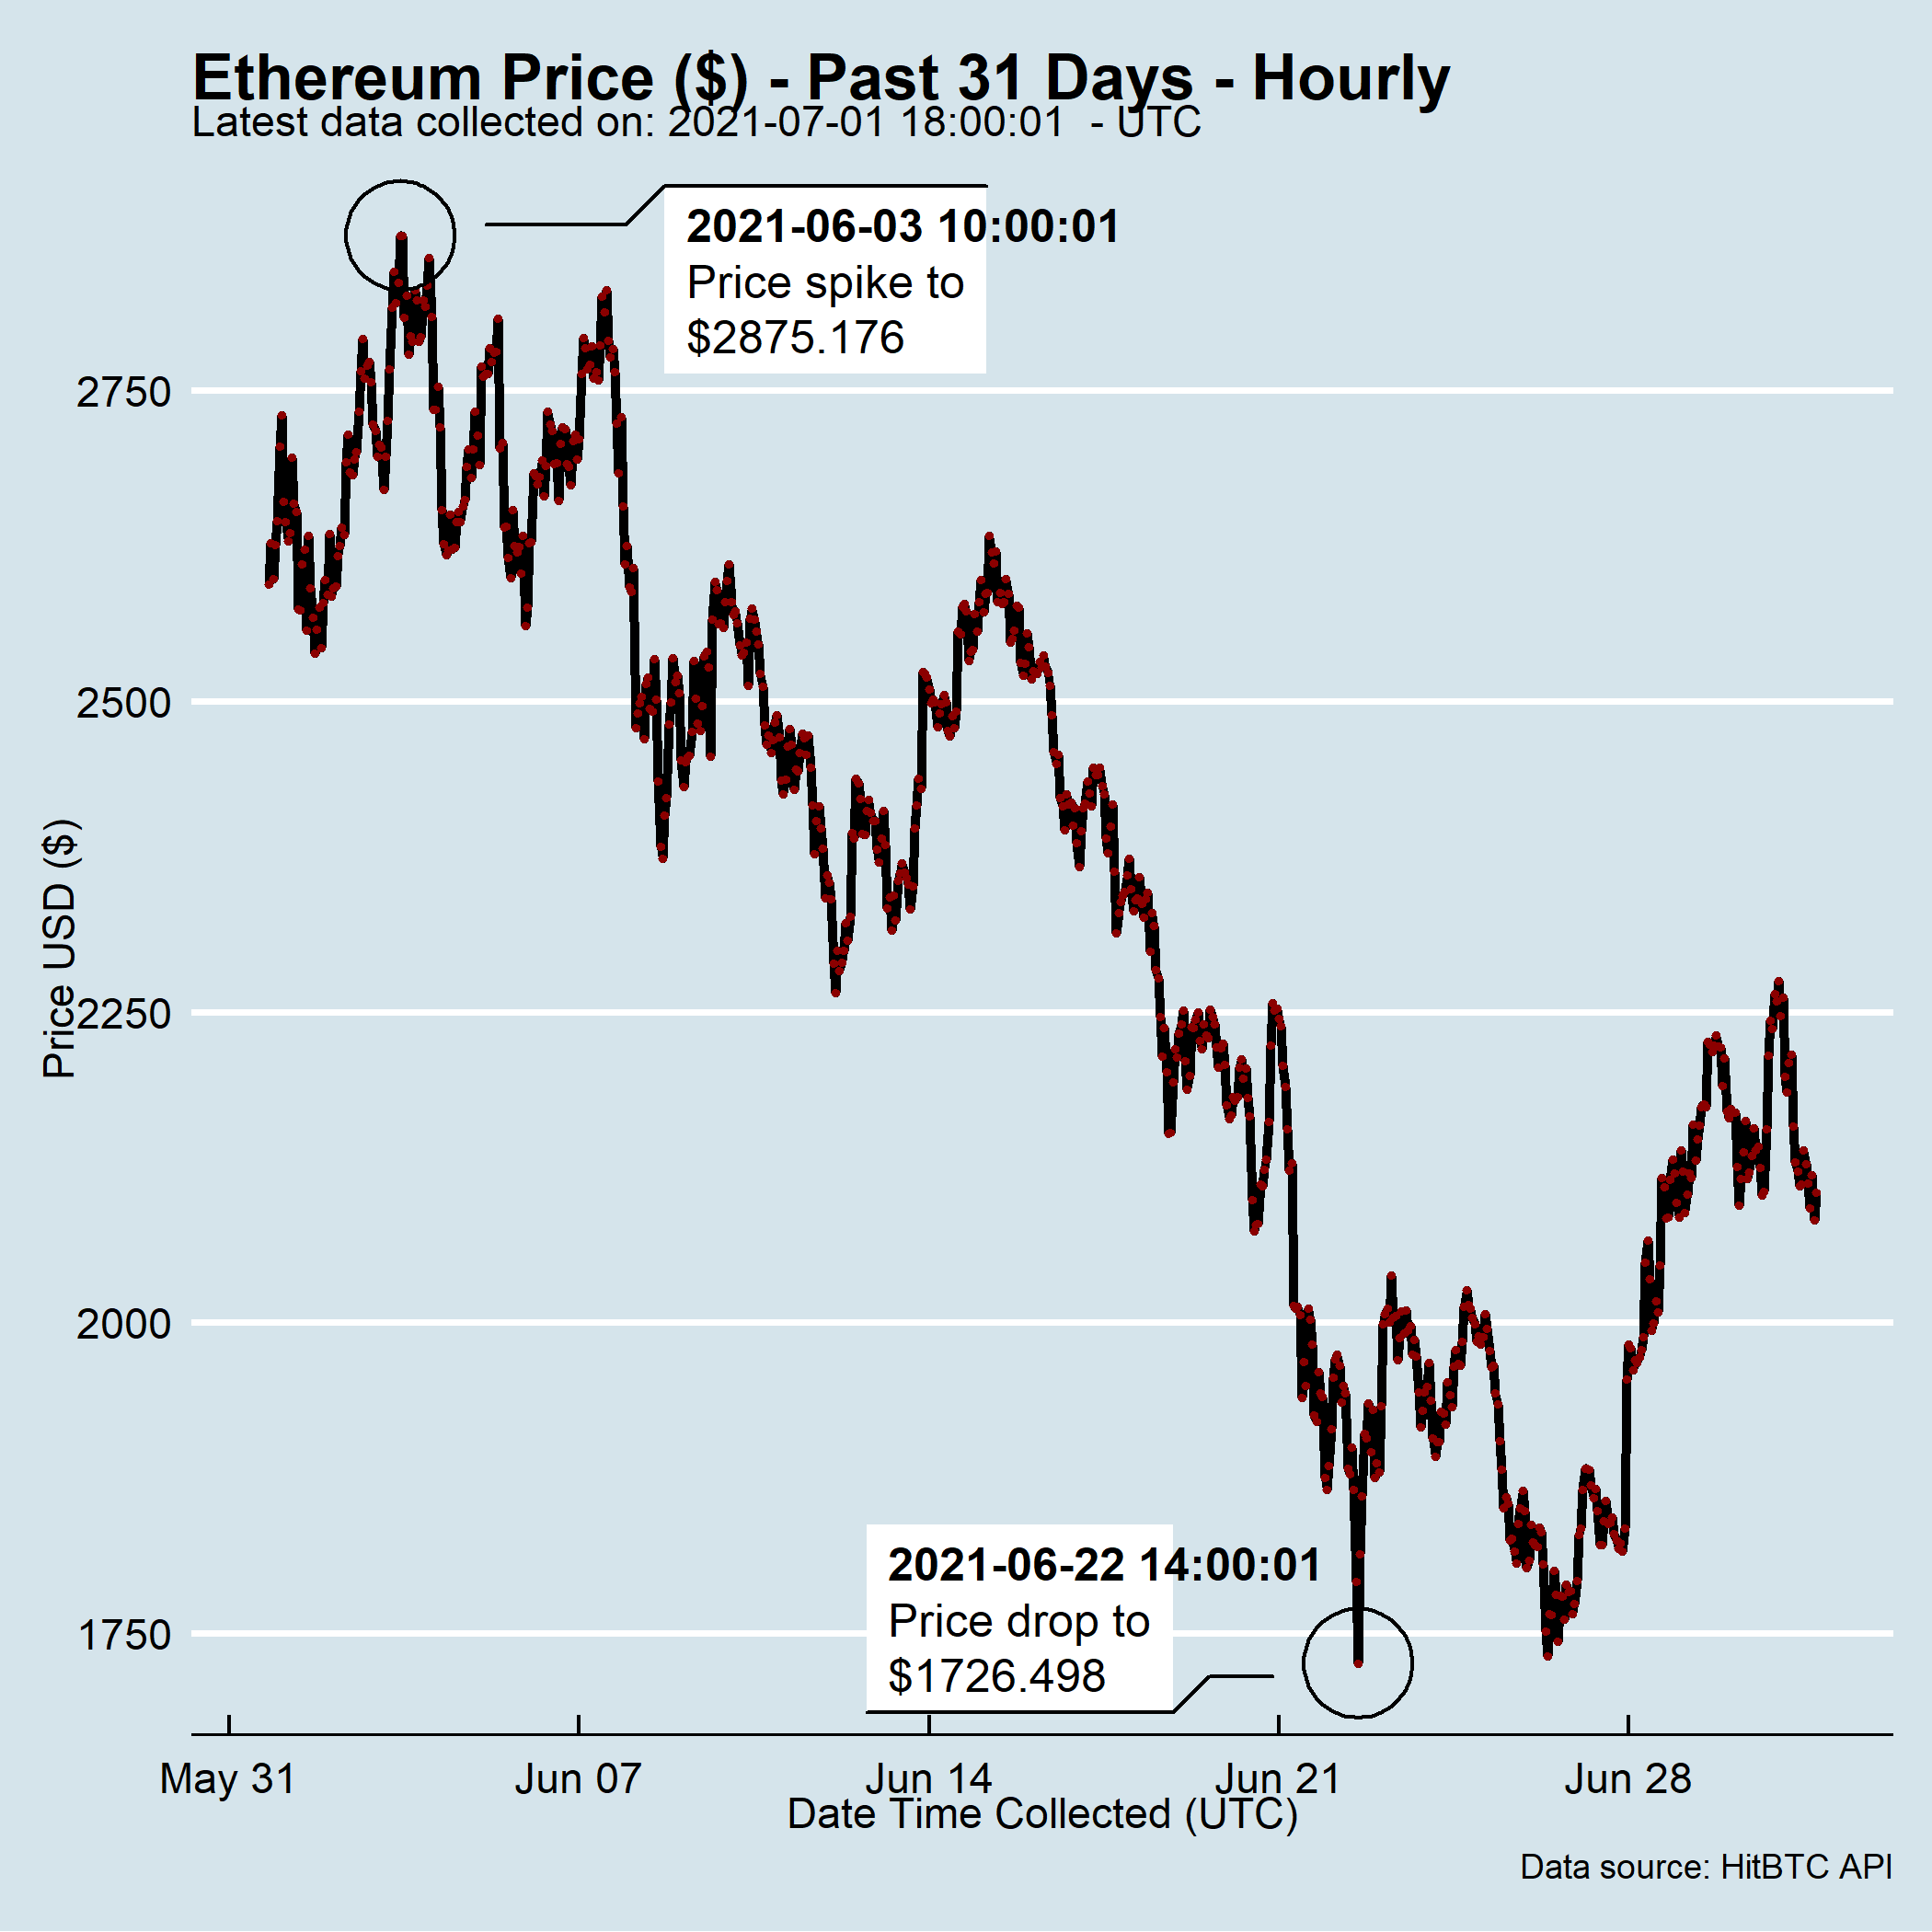 Ethereum Price ($) - Past 31 Days - Hourly
Latest data collected on: 2021-07-01 18:00:01  - UTC
2021-06-03 10:00:01
Price spike to
$2875.176
2750
2500
2250
2000
1750
Price USD ($)
2021-06-22 14:00:01
Price drop to
$1726.498
May 31
Jun 07
Jun 14
Jun 21
Jun 28
Date Time Collected (UTC)
Data source: HitBTC API